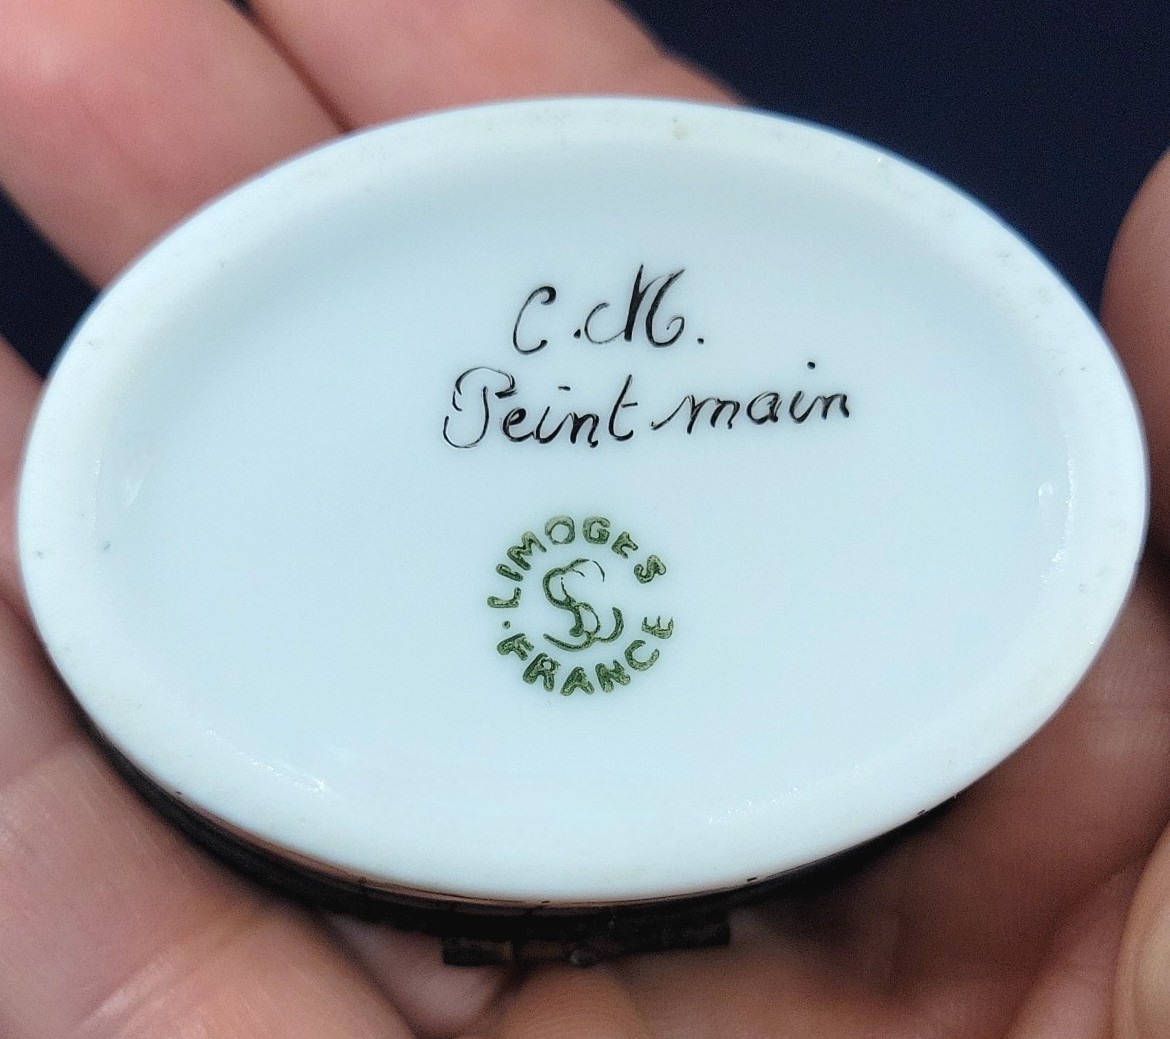 C.M.
Peint main
LIMOGES
FRANCE